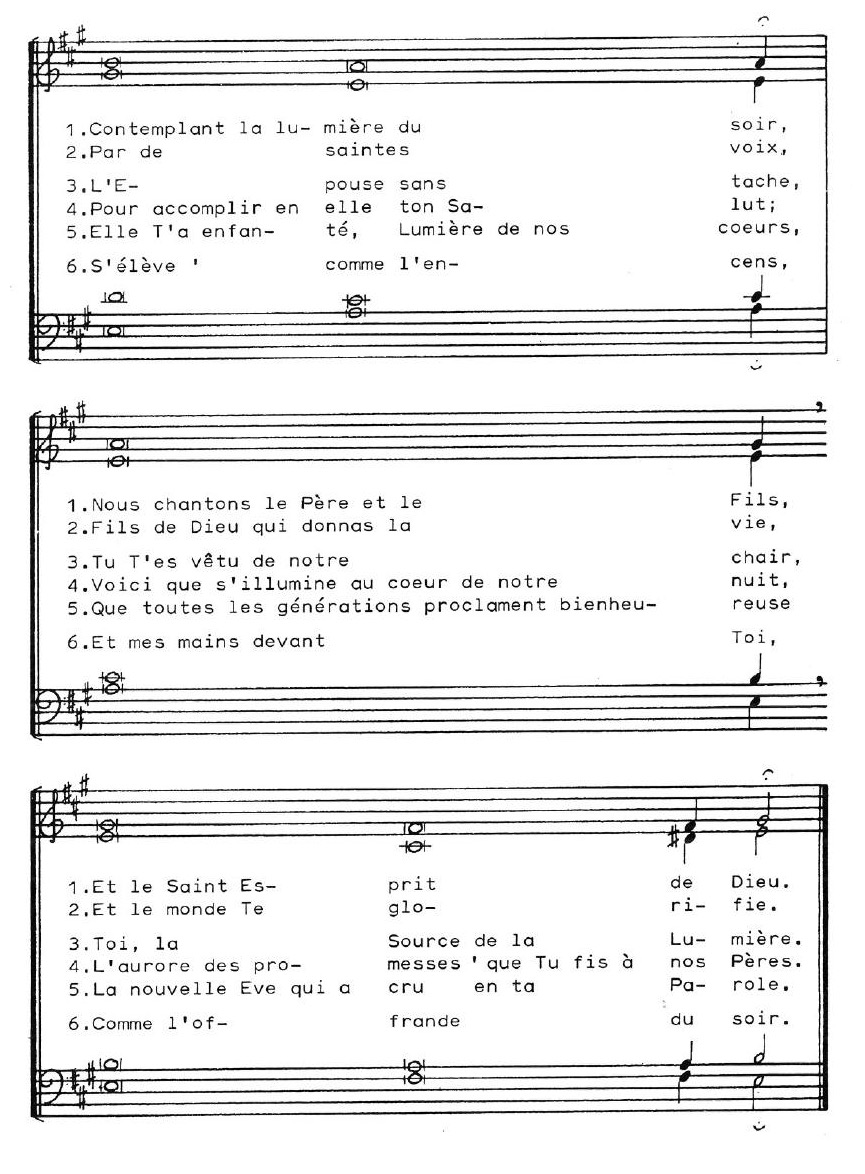 1.Contemplant la lu- mière du soir,
2.Par de saintes voix,
3.L'E- pouse sans tache,
4.Pour accomplir en elle ton Sa- lut;
5.Elle T'a enfan- té, Lumière de nos coeurs,
6.S'élève ' comme l'en- cens,
1.Nous chantons le Père et le Fils,
2.Fils de Dieu qui donnas la vie,
3.Tu T'es vêtu de notre chair,
4.Voici que s'illumine au coeur de notre nuit,
5.Que toutes les générations proclament bienheu- reuse
6.Et mes mains devant Toi,
1.Et le Saint Es- prit de Dieu.
2.Et le monde Te glo- ri- fie.
3.Toi, la Source de la Lu- mière.
4.L'aurore des pro- messes ' que Tu fis à nos Pères.
5.La nouvelle Eve qui a cru en ta Pa- role.
6.Comme l'of- frande du soir.